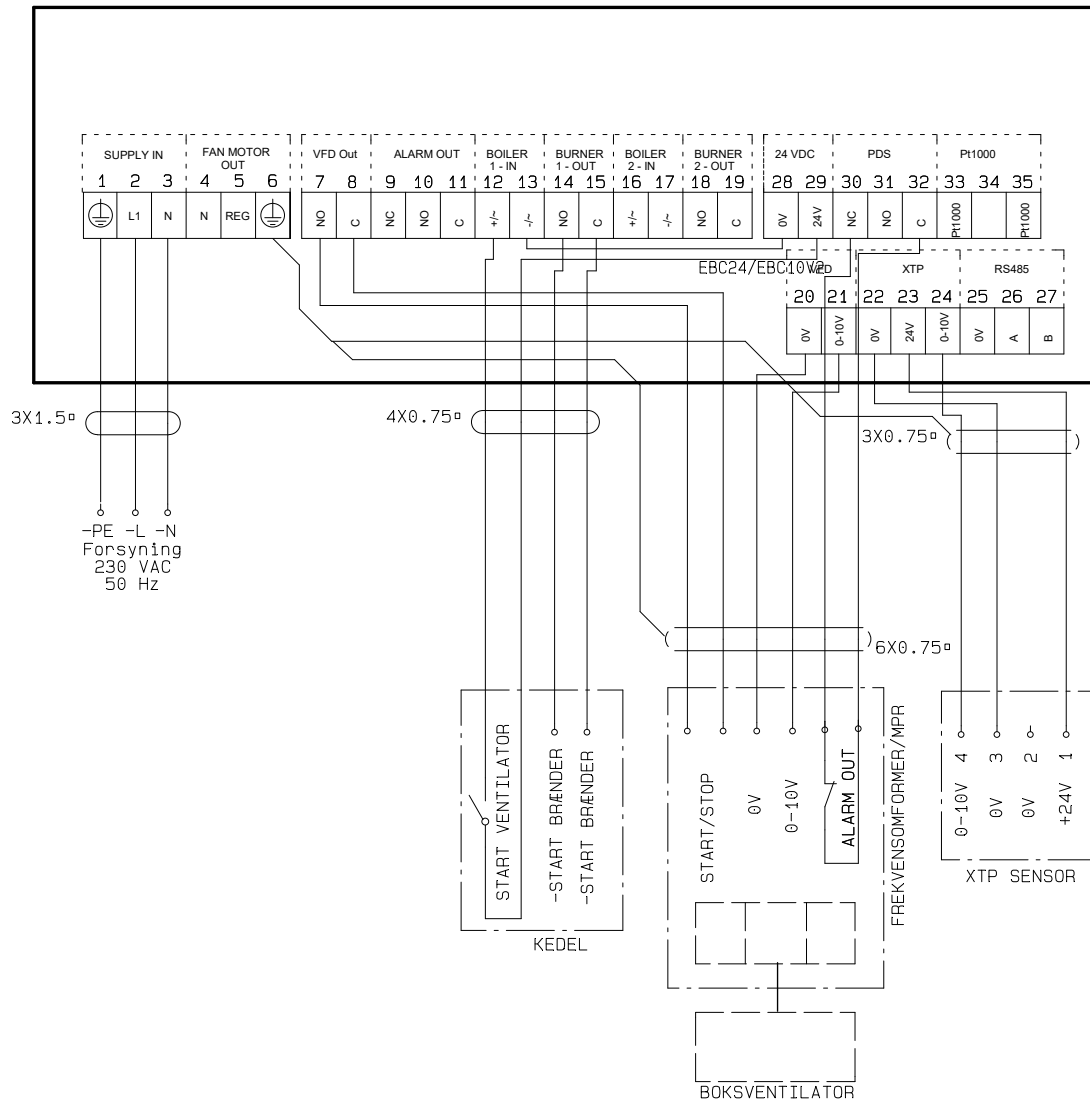 SUPPLY IN
FAN MOTOR
OUT
VFD Out
ALARM OUT
BOILER
1 - IN
BURNER
1 - OUT
BOILER
2 - IN
BURNER
2 - OUT
24 VDC
PDS
Pt1000
1 2 3 4 5 6 7 8 9 10 11 12 13 14 15 16 17 18 19 28 29 30 31 32 33 34 35
L1 N N REG NO C NC NO C +/~ -/~ NO C +/~ -/~ NO C 0V 24V NC NO C Pt1000 Pt1000
EBC24/EBC10V2
VFD
XTP
RS485
20 21 22 23 24 25 26 27
0V 0-10V 0V 24V 0-10V 0V A B
3X1.5▫
4X0.75▫
3X0.75▫
-PE -L -N
Forsyning
230 VAC
50 Hz
6X0.75▫
START VENTILATOR
-START BRÆNDER
-START BRÆNDER
KEDEL
START/STOP
0V
0-10V
ALARM OUT
FREKVENSOMFORMER/MPR
BOKSVENTILATOR
0-10V 4
0V 3
0V 2
+24V 1
XTP SENSOR